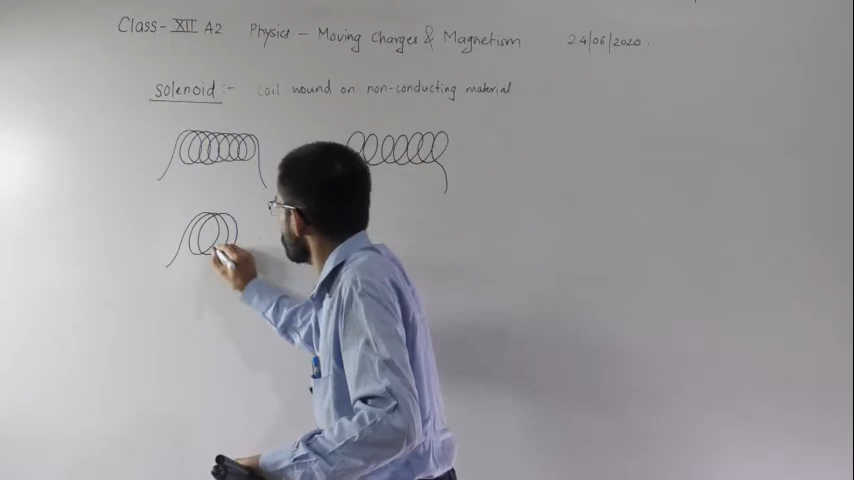 Class - XII A2 Physics - Moving Charges & Magnetism 24/06/2020.
Solenoid :- coil wound on non-conducting material.